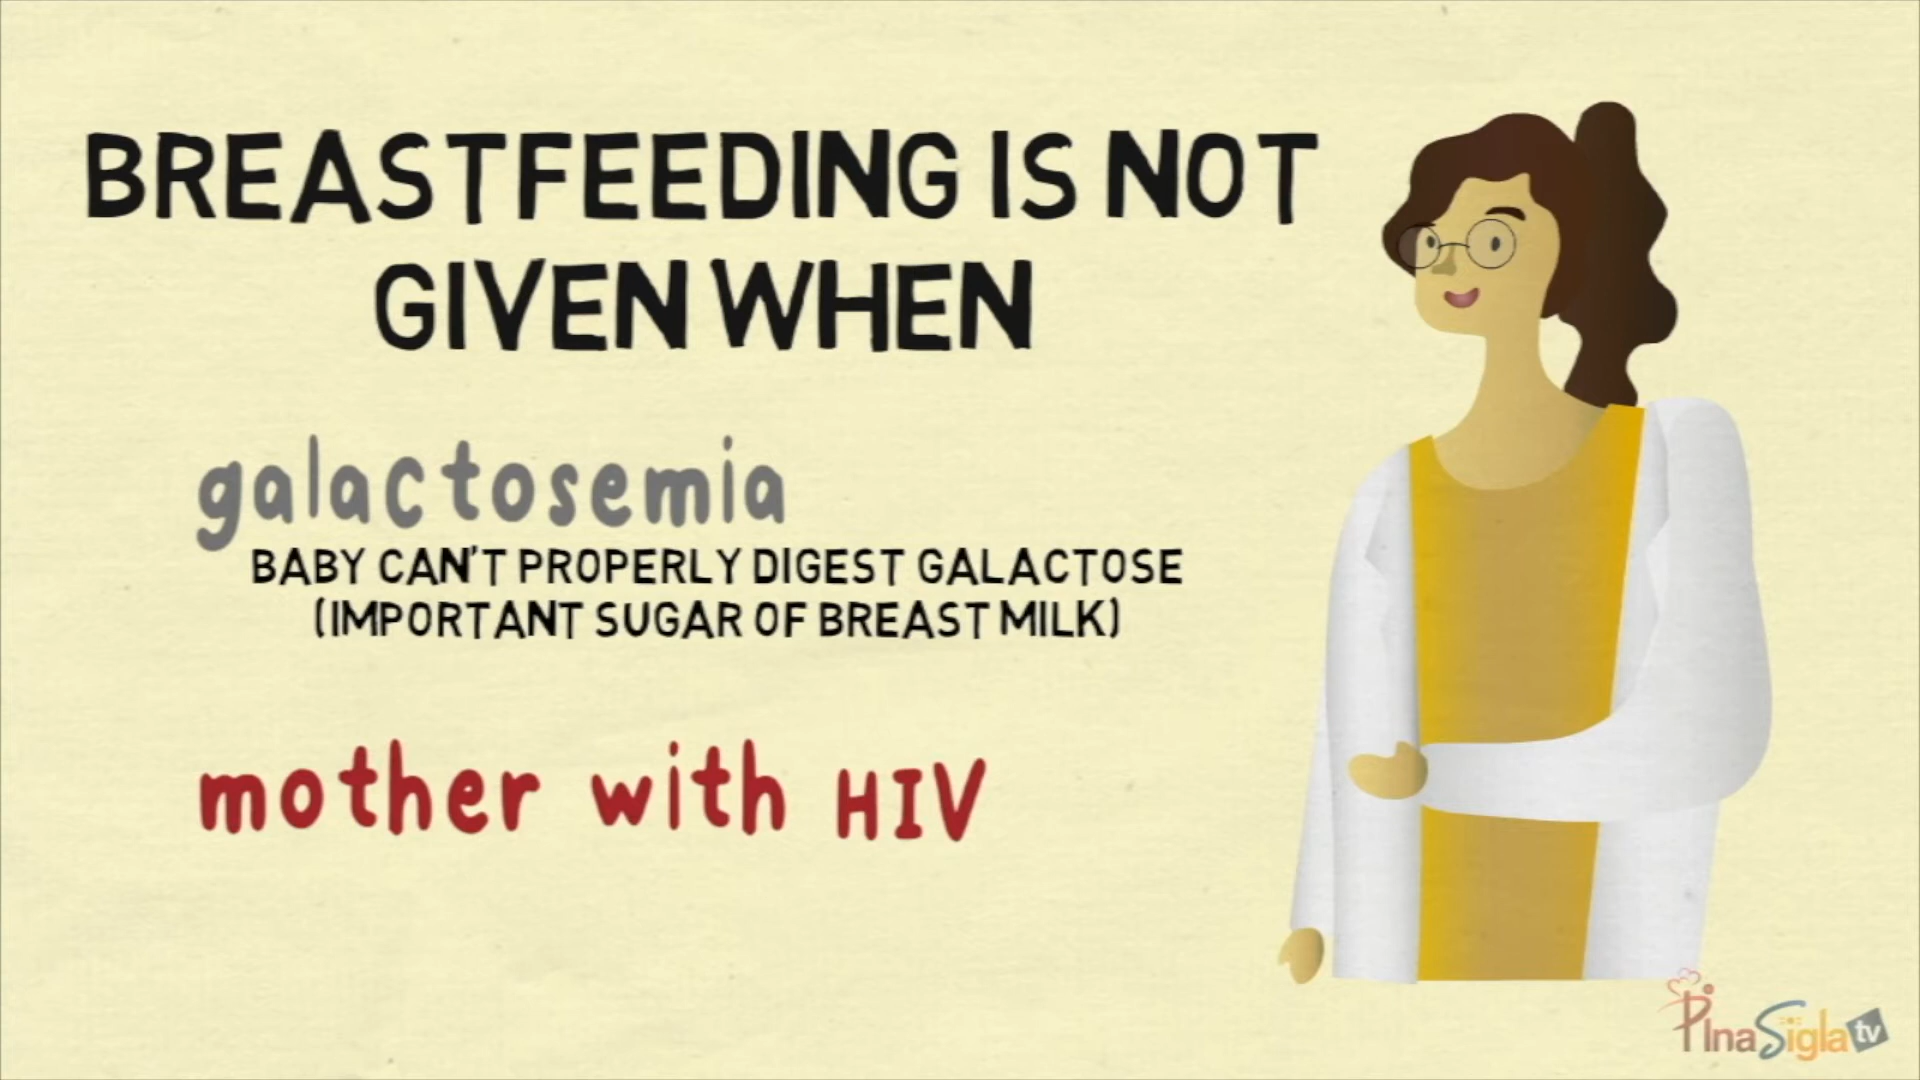 BREASTFEEDING IS NOT
GIVEN WHEN
galactosemia
BABY CAN'T PROPERLY DIGEST GALACTOSE
(IMPORTANT SUGAR OF BREAST MILK)
mother with HIV
PInaSigla tv